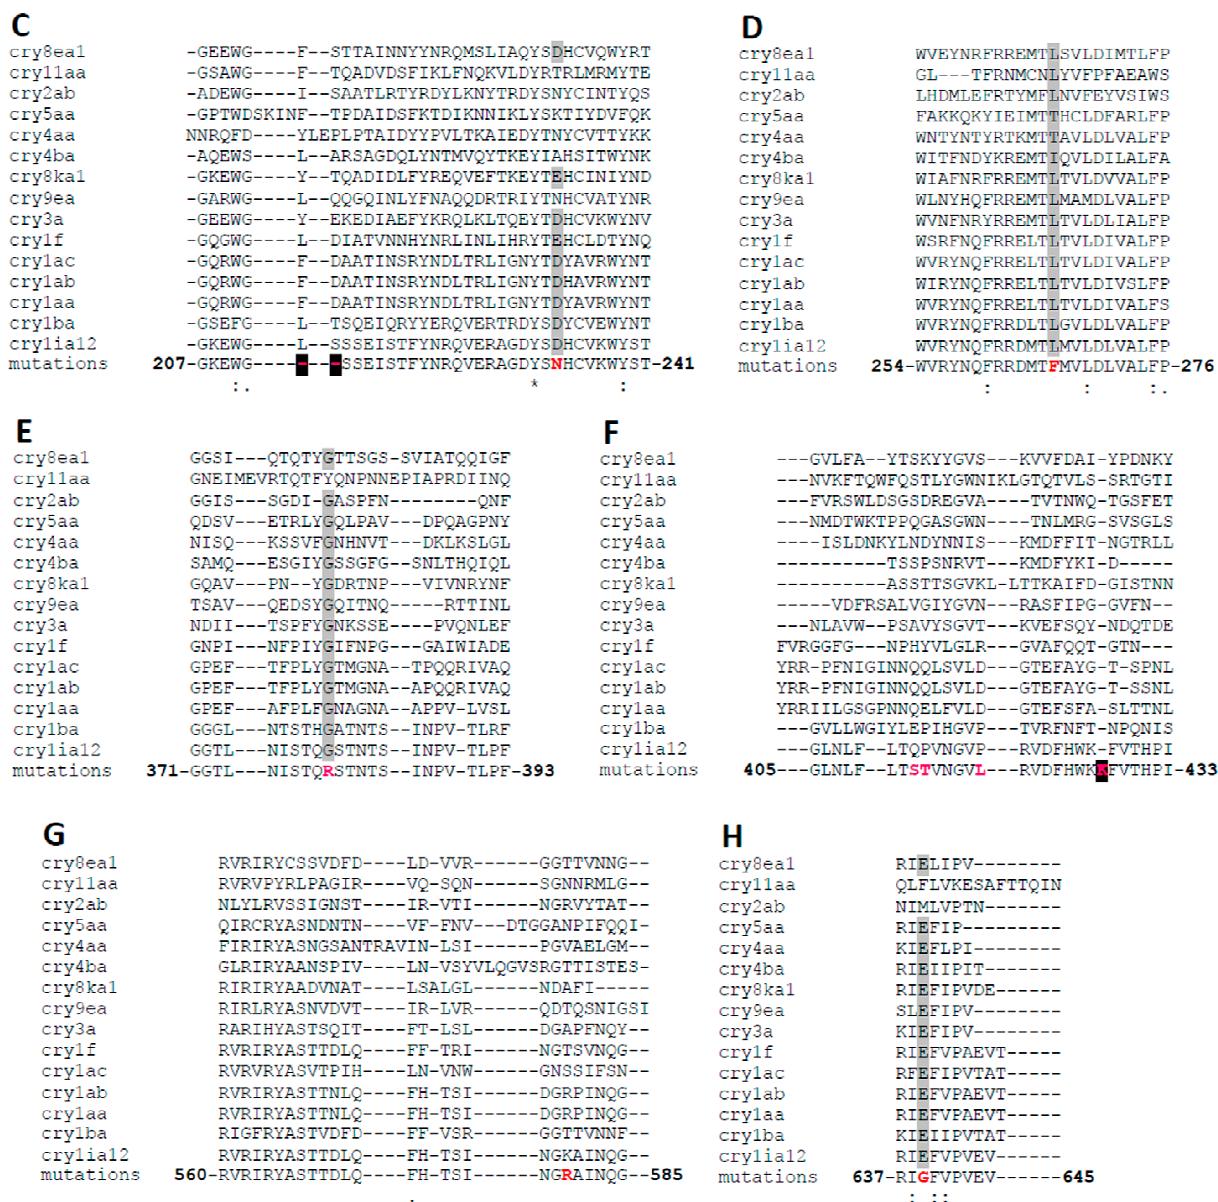 C
cry8ea1 -GEEWG----F--STTAINNYYNRQMSLIAQYSDHCVQWYRT
cry11aa -GSAWG----F--TQADVDSFIKLFNQKVLDYRTRLMRMYTE
cry2ab -ADEWG----I--SAATLRTYRDYLKNYTRDYSNYCINTYQS
cry5aa -GPTWDSKINF--TPDAIDSFKTDIKNNIKLYSKTIYDVFQK
cry4aa NNRQFD----YLEPLPTAIDYYPVLTKAIEDYTNYCVTTYKK
cry4ba -AQEWS----L--ARSAGDQLYNTMVQYTKEYIAHSITWYNK
cry8ka1 -GKEWG----Y--TQADIDLFYREQVEFTKEYTEHCINIYND
cry9ea -GARWG----L--QQGQINLYFNAQQDRTRIYTNHCVATYNR
cry3a -GEEWG----Y--EKEDIAEFYKRQLKLTQEYTDHCVKWYNV
cry1f -GQGWG----L--DIATVNNHYNRLINLIHRYTEHCLDTYNQ
cry1ac -GQRWG----F--DAATINSRYNDLTRLIGNYTDYAVRWYNT
cry1ab -GQRWG----F--DAATINSRYNDLTRLIGNYTDHAVRWYNT
cry1aa -GQRWG----F--DAATINSRYNDLTRLIGNYTDYAVRWYNT
cry1ba -GSEFG----L--TSQEIQRYYERQVERTRDYSDYCVEWYNT
cry1ia12 -GKEWG----L--SSSEISTFYNRQVERAGDYSDHCVKWYST
mutations 207-GKEWG-------SSEISTFYNRQVERAGDYSNHCVKWYST-241
:. * :
D
cry8ea1 WVEYNRFRREMTLSVLDIMTLFP
cry11aa GL---TFRNMCNLYVFPFAEAWS
cry2ab LHDMLEFRTYMFLNVFEYVSIWS
cry5aa FAKKQKYIEIMTTHCLDFARLFP
cry4aa WNTYNTYRTKMTTAVLDLVALFP
cry4ba WITFNDYKREMTIQVLDILALFA
cry8ka1 WIAFNRFRREMTLTVLDVVALFP
cry9ea WLNYHQFRREMTLMAMDLVALFP
cry3a WVNFNRYRREMTLTVLDLIALFP
cry1f WSRFNQFRRELTLTVLDIVALFP
cry1ac WVRYNQFRRELTLTVLDIVALFP
cry1ab WIRYNQFRRELTLTVLDIVSLFP
cry1aa WVRYNQFRRELTLTVLDIVALFS
cry1ba WVRYNQFRRDLTLGVLDLVALFP
cry1ia12 WVRYNQFRRDMTLMVLDLVALFP
mutations 254-WVRYNQFRRDMTFMVLDLVALFP-276
: : :.
E
cry8ea1 GGSI---QTQTYGTTSGS-SVIATQQIGF
cry11aa GNEIMEVRTQTFYQNPNNEPIAPRDIINQ
cry2ab GGIS---SGDI-GASPFN--------QNF
cry5aa QDSV---ETRLYGQLPAV---DPQAGPNY
cry4aa NISQ---KSSVFGNHNVT---DKLKSLGL
cry4ba SAMQ---ESGIYGSSGFG--SNLTHQIQL
cry8ka1 GQAV---PN--YGDRTNP---VIVNRYNF
cry9ea TSAV---QEDSYGQITNQ-----RTTINL
cry3a NDII---TSPFYGNKSSE----PVQNLEF
cry1f GNPI---NFPIYGIFNPG---GAIWIADE
cry1ac GPEF---TFPLYGTMGNA--TPQQRIVAQ
cry1ab GPEF---TFPLYGTMGNA--APQQRIVAQ
cry1aa GPEF---AFPLFGNAGNA--APPV-LVSL
cry1ba GGGL---NTSTHGATNTS--INPV-TLRF
cry1ia12 GGTL---NISTQGSTNTS--INPV-TLPF
mutations 371-GGTL---NISTQRSTNTS--INPV-TLPF-393
F
cry8ea1 ---GVLFA--YTSKYYGVS---KVVFDAI-YPDNKY
cry11aa ---NVKFTQWFQSTLYGWNIKLGTQTVLS-SRTGTI
cry2ab ---FVRSWLDSGSDREGVA---TVTNWQ-TGSFET
cry5aa ---NMDTWKTPPQGASGWN---TNLMRG-SVSGLS
cry4aa ----ISLDNKYLNDYNNIS---KMDFFIT-NGTRLL
cry4ba -----------TSSPSNRVT---KMDFYKI-D----
cry8ka1 ----------ASSTTSGVKL-LTTKAIFD-GISTNN
cry9ea -----VDFRSALVGIYGVN---RASFIPG-GVFN--
cry3a ---NLAVW--PSAVYSGVT---KVEFSQY-NDQTDE
cry1f FVRGGFG---NPHYVLGLR---GVAFQQT-GTN---
cry1ac YRR-PFNIGINNQQLSVLD---GTEFAYG-T-SPNL
cry1ab YRR-PFNIGINNQQLSVLD---GTEFAYG-T-SSNL
cry1aa YRRIILGSGPNNQELFVLD---GTEFSFA-SLTTNL
cry1ba ---GVLLWGIYLEPIHGVP---TVRFNFT-NPQNIS
cry1ia12 ---GLNLF--LTQPVNGVP---RVDFHWK-FVTHPI
mutations 405---GLNLF--LTSTVNGVL---RVDFHWKKFVTHPI-433
G
cry8ea1 RVRIRYCSSVDFD----LD-VVR----GGTTVNNG--
cry11aa RVRVPYRLPAGIR----VQ-SQN----SGNNRMLG--
cry2ab NLYLRVSSIGNST----IR-VTI----NGRVYTAT--
cry5aa QIRCRYASNDNTN----VF-FNV---DTGGANPIFQQI-
cry4aa FIRIRYASNGSANTRAVIN-LSI----PGVAELGM--
cry4ba GLRIRYAANSPIV----LN-VSYVLQGVSRGTTISTES-
cry8ka1 RIRIRYAADVNAT----LSALGL----NDAFI-----
cry9ea RIRLRYASNVDVT----IR-LVR----QDTQSNIGSI
cry3a RARIHYASTSQIT----FT-LSL----DGAPFNQY--
cry1f RVRIRYASTTDLQ----FF-TRI----NGTSVNQG--
cry1ac RVRVRYASVTPIH----LN-VNW----GNSSIFSN--
cry1ab RVRIRYASTTNLQ----FH-TSI----DGRPINQG--
cry1aa RVRIRYASTTNLQ----FH-TSI----DGRPINQG--
cry1ba RIGFRYASTVDFD----FF-VSR----GGTTVNNF--
cry1ia12 RVRIRYASTTDLQ----FH-TSI----NGKAINQG--
mutations 560-RVRIRYASTTDLQ----FH-TSI----NGRAINQG---585
.
H
cry8ea1 RIELIPV--------
cry11aa QLFLVKESAFTTQIN
cry2ab NIMLVPTN-------
cry5aa RIEFIP---------
cry4aa KIEFLPI--------
cry4ba RIEIIPIT-------
cry8ka1 RIEFIPVDE------
cry9ea SLEFIPV--------
cry3a KIEFIPV--------
cry1f RIEFVPAEVT-----
cry1ac RFEFIPVTAT-----
cry1ab RIEFVPAEVT-----
cry1aa RIEFVPAEVT-----
cry1ba KIEIIPVTAT-----
cry1ia12 RIEFVPVEV------
mutations 637-RIGFVPVEV------645
: ::